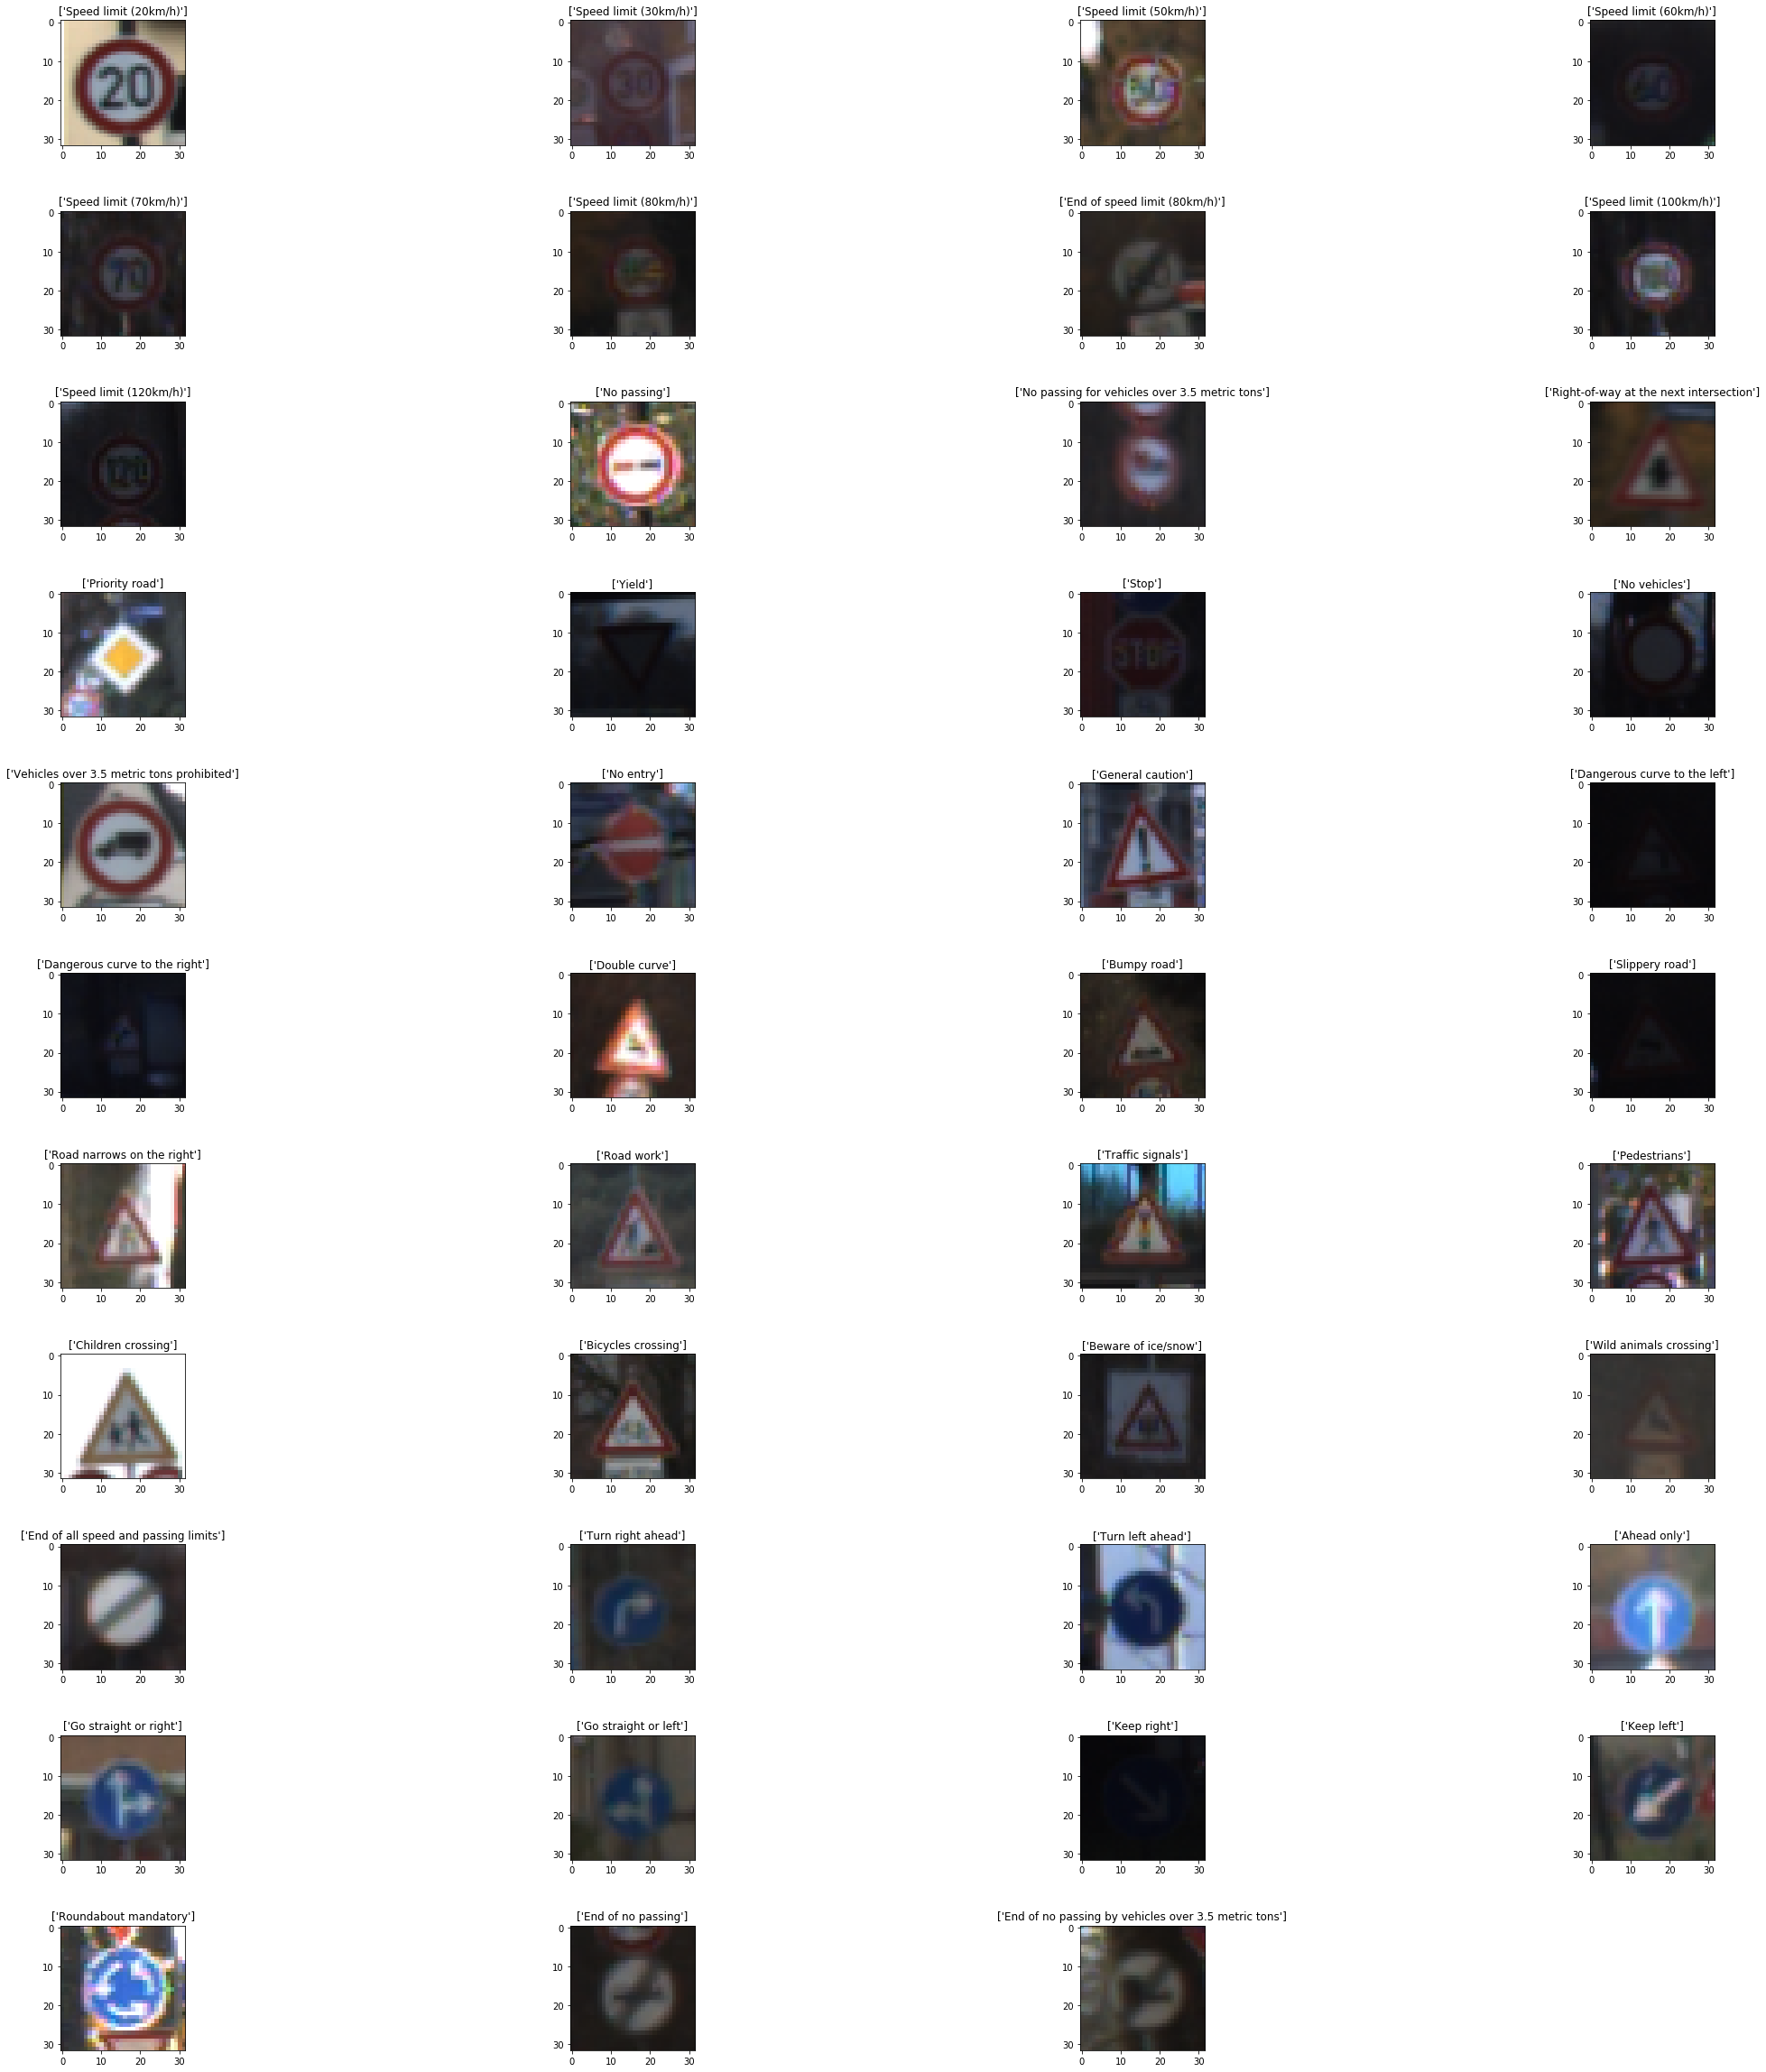 ['Speed limit (20km/h)'] ['Speed limit (30km/h)'] ['Speed limit (50km/h)'] ['Speed limit (60km/h)']
0 0 0 0
10 10 10 10
20 30
20 20 20 20
30 30 30 30
0 10 20 30 0 10 20 30 0 10 20 30 0 10 20 30
['Speed limit (70km/h)'] ['Speed limit (80km/h)'] ['End of speed limit (80km/h)'] ['Speed limit (100km/h)']
0 0 0 0
10 10 10 10
70
20 20 20 20
30 30 30 30
0 10 20 30 0 10 20 30 0 10 20 30 0 10 20 30
['Speed limit (120km/h)'] ['No passing'] ['No passing for vehicles over 3.5 metric tons'] ['Right-of-way at the next intersection']
0 0 0 0
10 10 10 10
20 20 20 20
30 30 30 30
0 10 20 30 0 10 20 30 0 10 20 30 0 10 20 30
['Priority road'] ['Yield'] ['Stop'] ['No vehicles']
0 0 0 0
10 10 10 10
STOP
20 20 20 20
30 30 30 30
0 10 20 30 0 10 20 30 0 10 20 30 0 10 20 30
['Vehicles over 3.5 metric tons prohibited'] ['No entry'] ['General caution'] ['Dangerous curve to the left']
0 0 0 0
10 10 10 10
20 20 20 20
30 30 30 30
0 10 20 30 0 10 20 30 0 10 20 30 0 10 20 30
['Dangerous curve to the right'] ['Double curve'] ['Bumpy road'] ['Slippery road']
0 0 0 0
10 10 10 10
20 20 20 20
30 30 30 30
0 10 20 30 0 10 20 30 0 10 20 30 0 10 20 30
['Road narrows on the right'] ['Road work'] ['Traffic signals'] ['Pedestrians']
0 0 0 0
10 10 10 10
20 20 20 20
30 30 30 30
0 10 20 30 0 10 20 30 0 10 20 30 0 10 20 30
['Children crossing'] ['Bicycles crossing'] ['Beware of ice/snow'] ['Wild animals crossing']
0 0 0 0
10 10 10 10
20 20 20 20
30 30 30 30
0 10 20 30 0 10 20 30 0 10 20 30 0 10 20 30
['End of all speed and passing limits'] ['Turn right ahead'] ['Turn left ahead'] ['Ahead only']
0 0 0 0
10 10 10 10
20 20 20 20
30 30 30 30
0 10 20 30 0 10 20 30 0 10 20 30 0 10 20 30
['Go straight or right'] ['Go straight or left'] ['Keep right'] ['Keep left']
0 0 0 0
10 10 10 10
20 20 20 20
30 30 30 30
0 10 20 30 0 10 20 30 0 10 20 30 0 10 20 30
['Roundabout mandatory'] ['End of no passing'] ['End of no passing by vehicles over 3.5 metric tons']
0 0 0
10 10 10
20 20 20
30 30 30
0 10 20 30 0 10 20 30 0 10 20 30